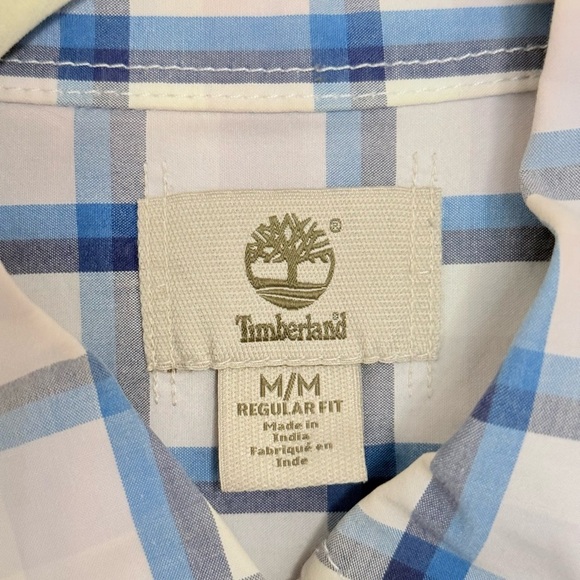 ®
Timberland®
M/M
REGULAR FIT
Made in
India
Fabriqué en
Inde